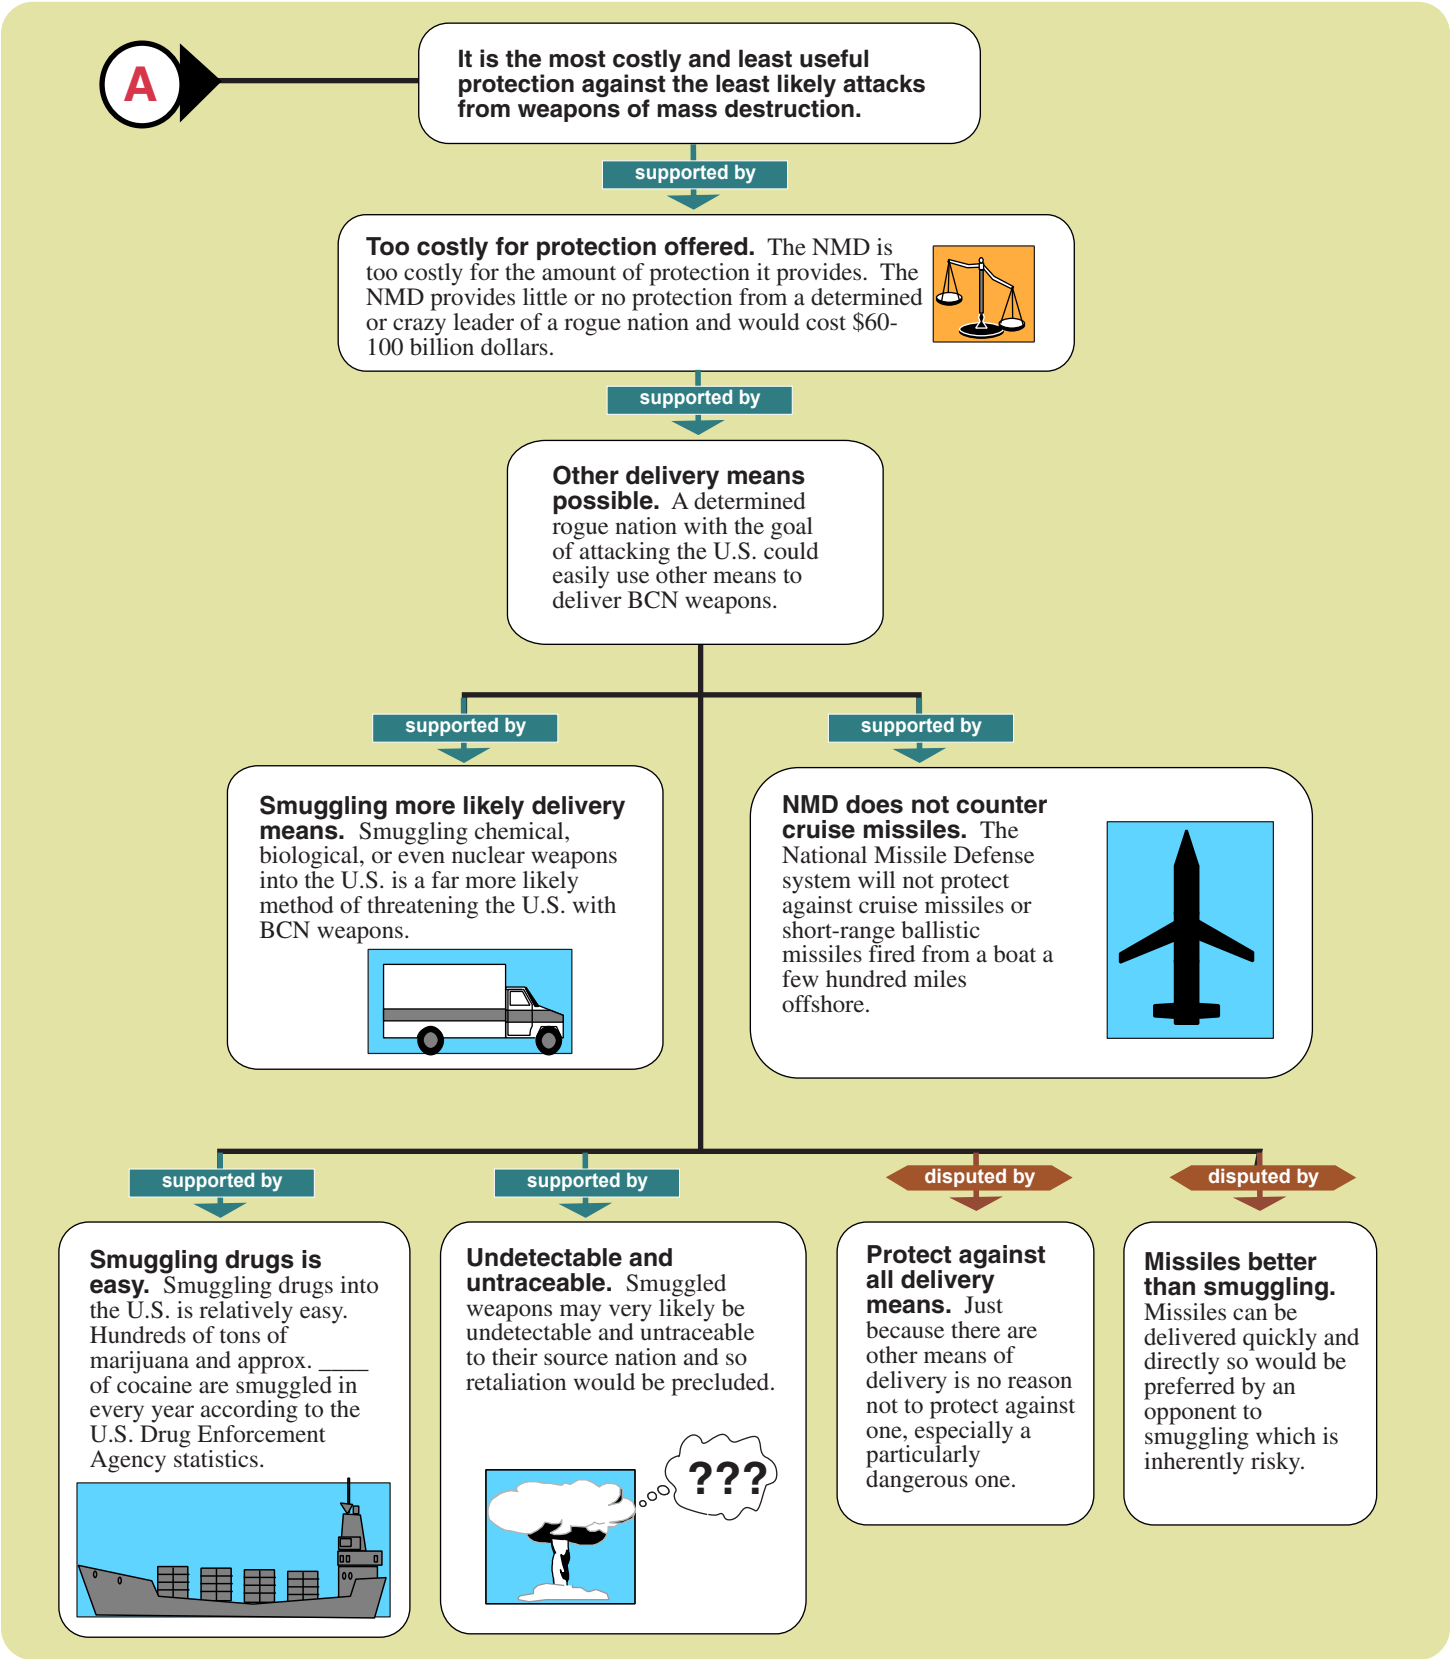 A
It is the most costly and least useful
protection against the least likely attacks
from weapons of mass destruction.
supported by
Too costly for protection offered. The NMD is
too costly for the amount of protection it provides. The
NMD provides little or no protection from a determined
or crazy leader of a rogue nation and would cost $60-
100 billion dollars.
supported by
Other delivery means
possible. A determined
rogue nation with the goal
of attacking the U.S. could
easily use other means to
deliver BCN weapons.
supported by
supported by
Smuggling more likely delivery
means. Smuggling chemical,
biological, or even nuclear weapons
into the U.S. is a far more likely
method of threatening the U.S. with
BCN weapons.
NMD does not counter
cruise missiles. The
National Missile Defense
system will not protect
against cruise missiles or
short-range ballistic
missiles fired from a boat a
few hundred miles
offshore.
supported by
supported by
disputed by
disputed by
Smuggling drugs is
easy. Smuggling drugs into
the U.S. is relatively easy.
Hundreds of tons of
marijuana and approx. ____
of cocaine are smuggled in
every year according to the
U.S. Drug Enforcement
Agency statistics.
Undetectable and
untraceable. Smuggled
weapons may very likely be
undetectable and untraceable
to their source nation and so
retaliation would be precluded.
???
Protect against
all delivery
means. Just
because there are
other means of
delivery is no reason
not to protect against
one, especially a
particularly
dangerous one.
Missiles better
than smuggling.
Missiles can be
delivered quickly and
directly so would be
preferred by an
opponent to
smuggling which is
inherently risky.